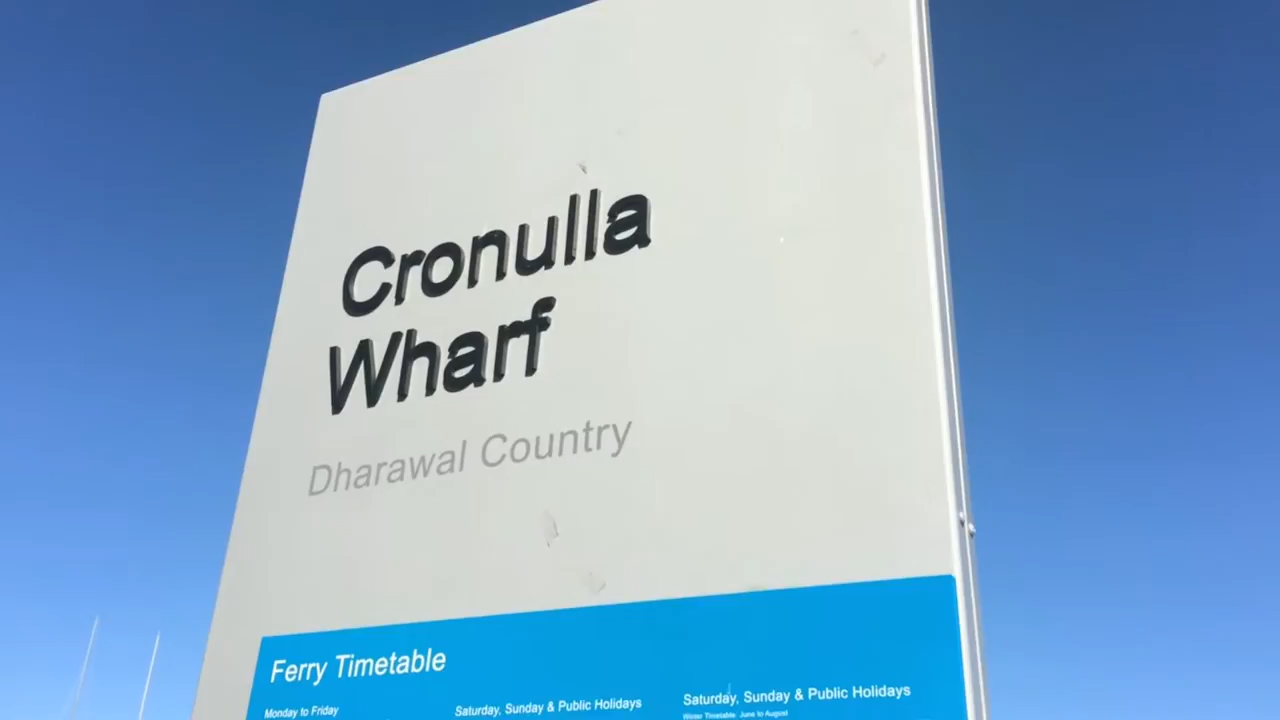 Cronulla
Wharf
Dharawal Country
Ferry Timetable
Monday to Friday
Saturday, Sunday & Public Holidays
Saturday, Sunday & Public Holidays
Winter Timetable: June to August